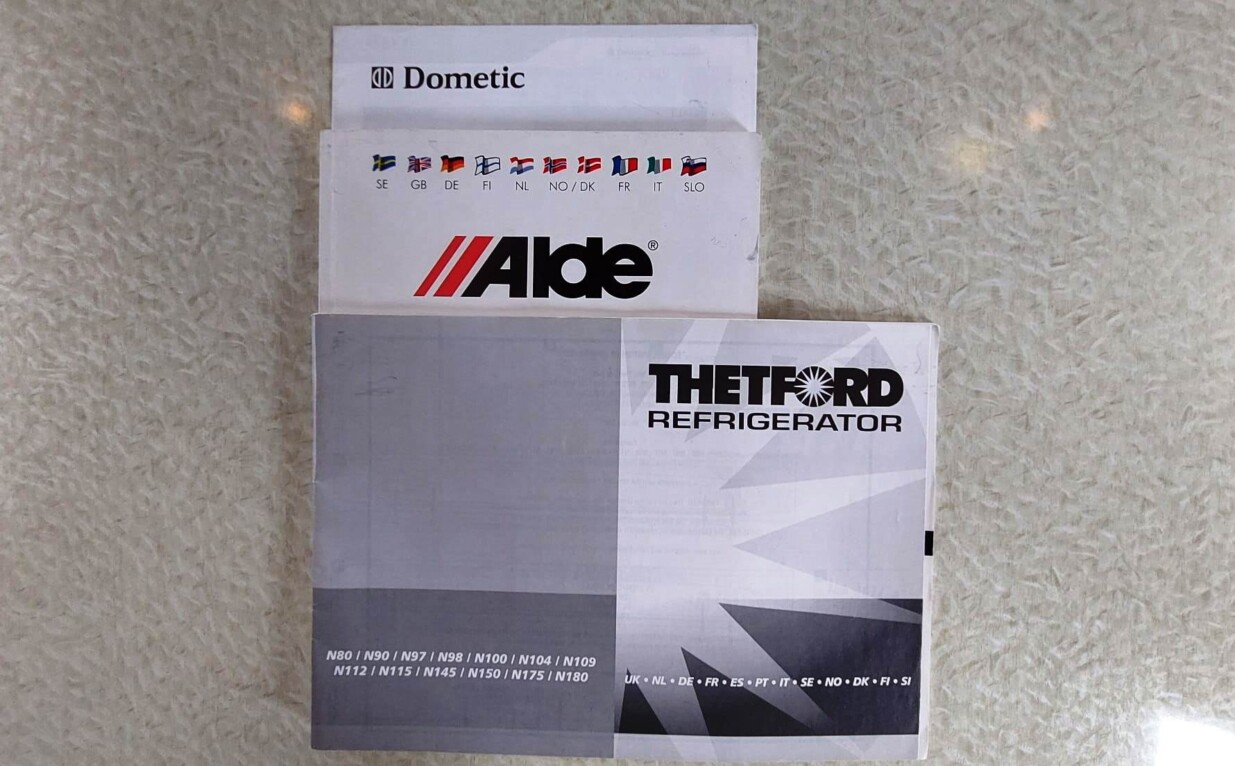 Dometic
SE GB DE FI NL NO / DK FR IT SLO
Alde®
THETFORD
REFRIGERATOR
N80 / N90 / N97 / N98 / N100 / N104 / N109
N112 / N115 / N145 / N150 / N175 / N180
UK • NL • DE • FR • ES • PT • IT • SE • NO • DK • FI • SI